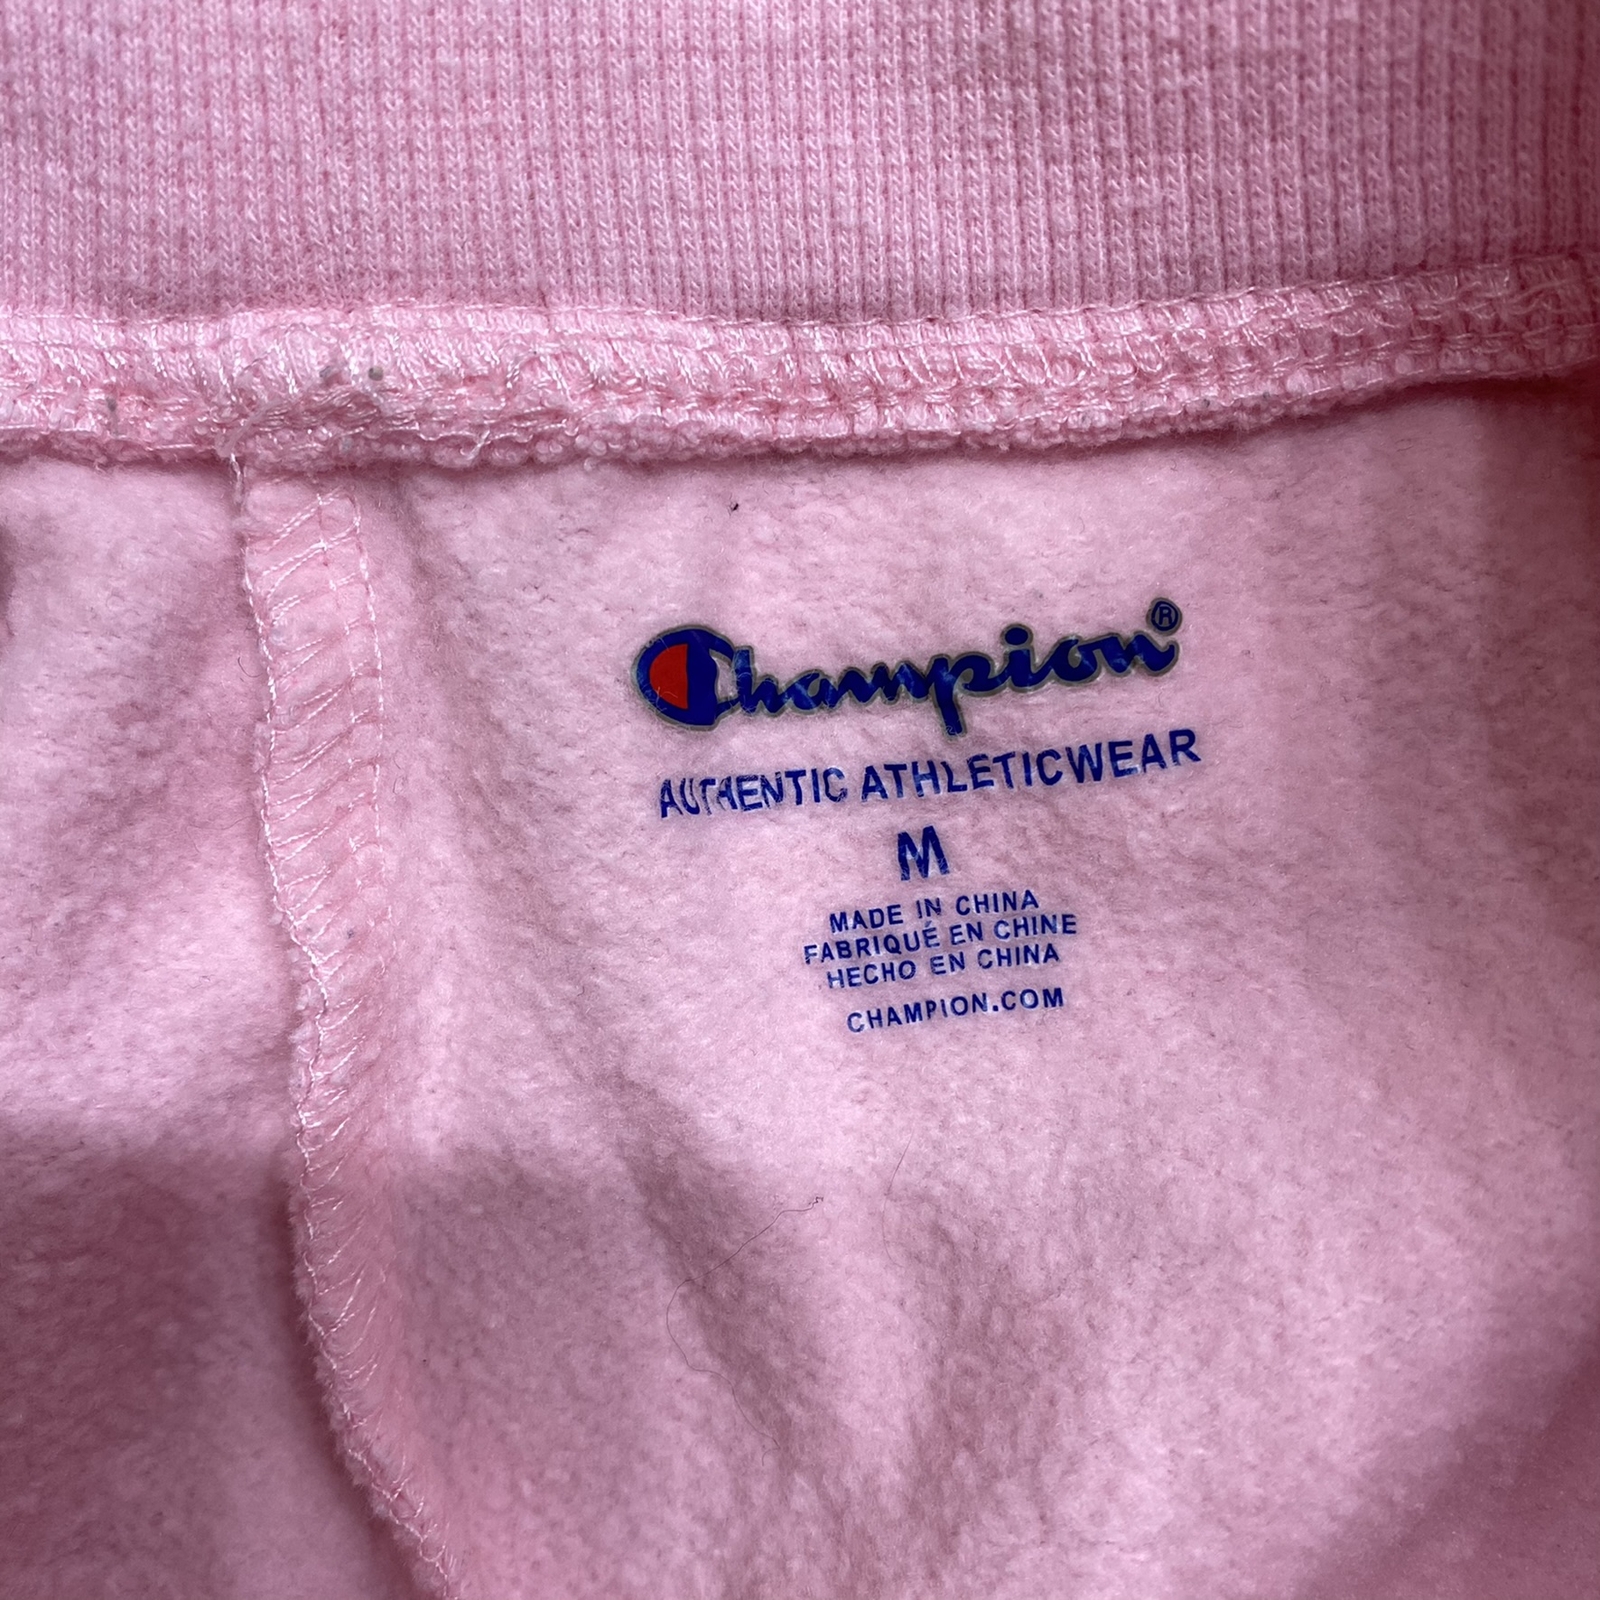 Champion®
AUTHENTIC ATHLETICWEAR
M
MADE IN CHINA
FABRIQUÉ EN CHINE
HECHO EN CHINA
CHAMPION.COM